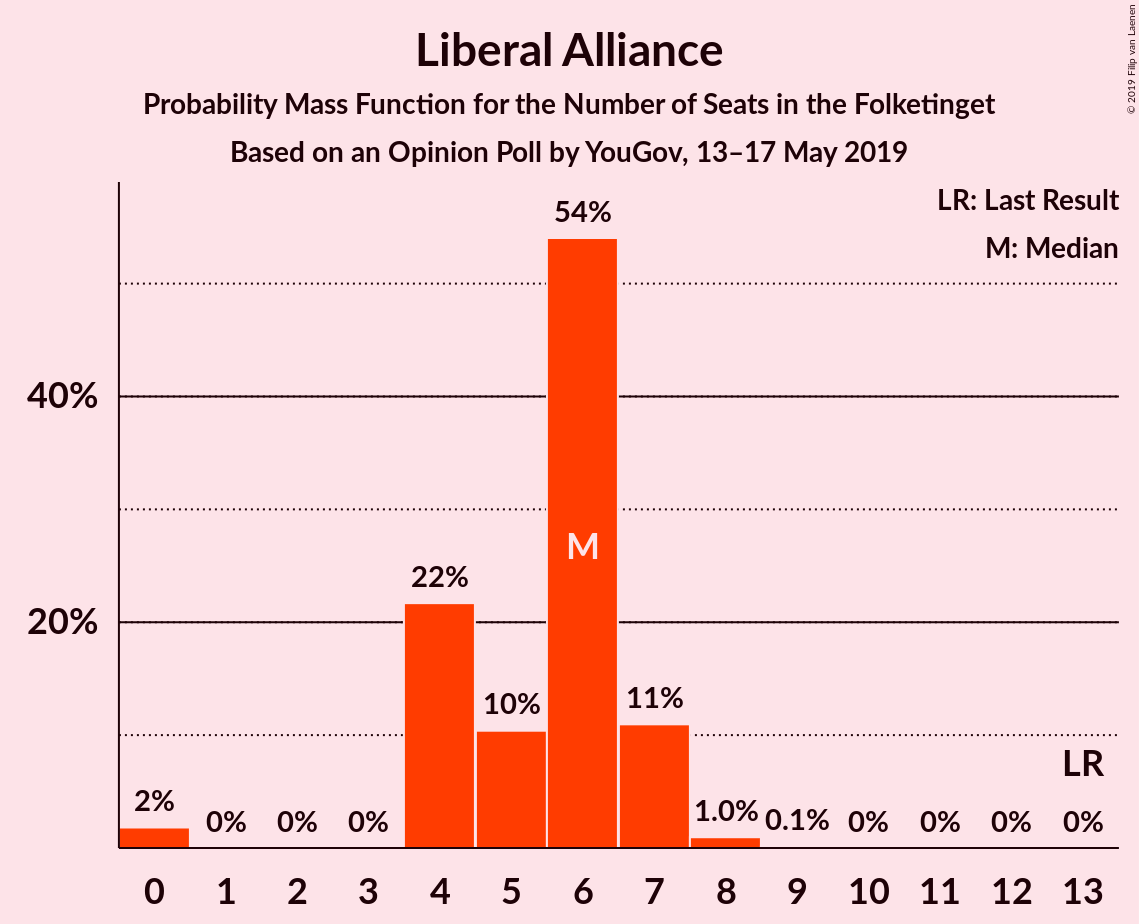 Liberal Alliance
Probability Mass Function for the Number of Seats in the Folketinget
Based on an Opinion Poll by YouGov, 13–17 May 2019
© 2019 Filip van Laenen
LR: Last Result
M: Median
54%
40%
M
22%
20%
11%
10%
LR
2%
0%
0%
0%
1.0%
0.1%
0%
0%
0%
0%
0 1 2 3 4 5 6 7 8 9 10 11 12 13